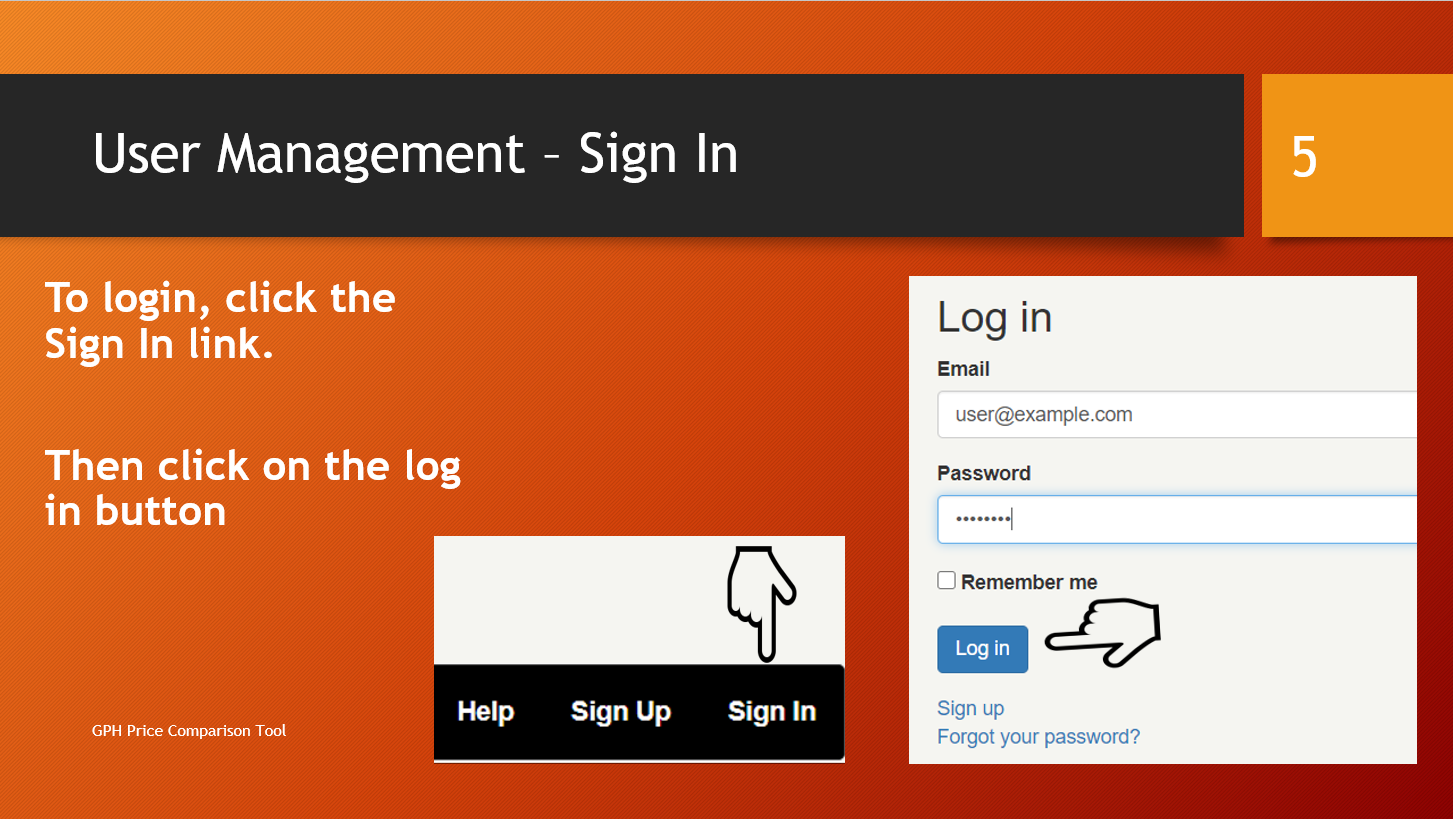 User Management – Sign In
5
To login, click the
Sign In link.
Then click on the log
in button
Help Sign Up Sign In
GPH Price Comparison Tool
Log in
Email
user@example.com
Password
••••••••
Remember me
Log in
Sign up
Forgot your password?